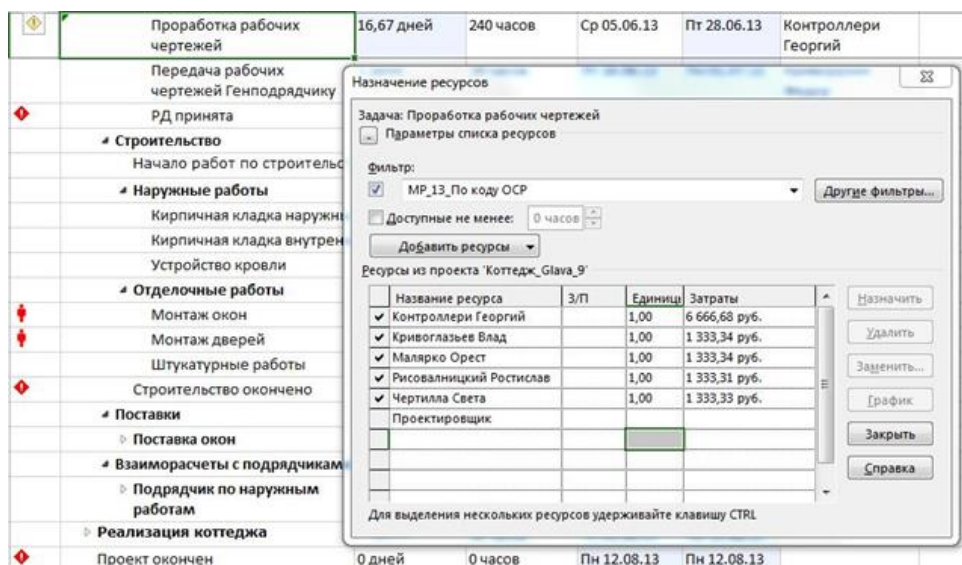 Проработка рабочих чертежей 16,67 дней 240 часов Ср 05.06.13 Пт 28.06.13 Контроллери Георгий
Передача рабочих чертежей Генподрядчику
РД принята
Строительство
Начало работ по строительс
Наружные работы
Кирпичная кладка наружн
Кирпичная кладка внутрен
Устройство кровли
Отделочные работы
Монтаж окон
Монтаж дверей
Штукатурные работы
Строительство окончено
Поставки
Поставка окон
Взаиморасчеты с подрядчикам
Подрядчик по наружным работам
Реализация коттеджа
Проект окончен 0 дней 0 часов Пн 12.08.13 Пн 12.08.13
Назначение ресурсов
Задача: Проработка рабочих чертежей
Параметры списка ресурсов
Фильтр:
МР_13_По коду ОСР Другие фильтры...
Доступные не менее: 0 часов
Добавить ресурсы
Ресурсы из проекта 'Коттедж_Glava_9'
Название ресурса З/П Единицы Затраты
Контроллери Георгий 1,00 6 666,68 руб.
Кривоглазьев Влад 1,00 1 333,34 руб.
Малярко Орест 1,00 1 333,34 руб.
Рисовалницкий Ростислав 1,00 1 333,31 руб.
Чертилла Света 1,00 1 333,33 руб.
Проектировщик
Назначить
Удалить
Заменить...
График
Закрыть
Справка
Для выделения нескольких ресурсов удерживайте клавишу CTRL